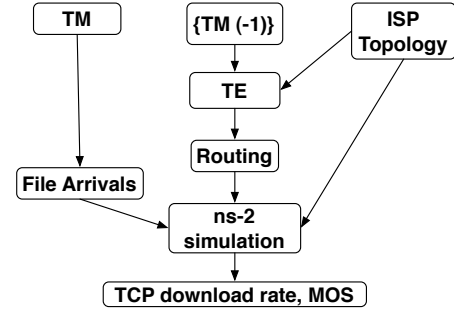 TM
{TM (-1)}
ISP
Topology
TE
Routing
File Arrivals
ns-2
simulation
TCP download rate, MOS